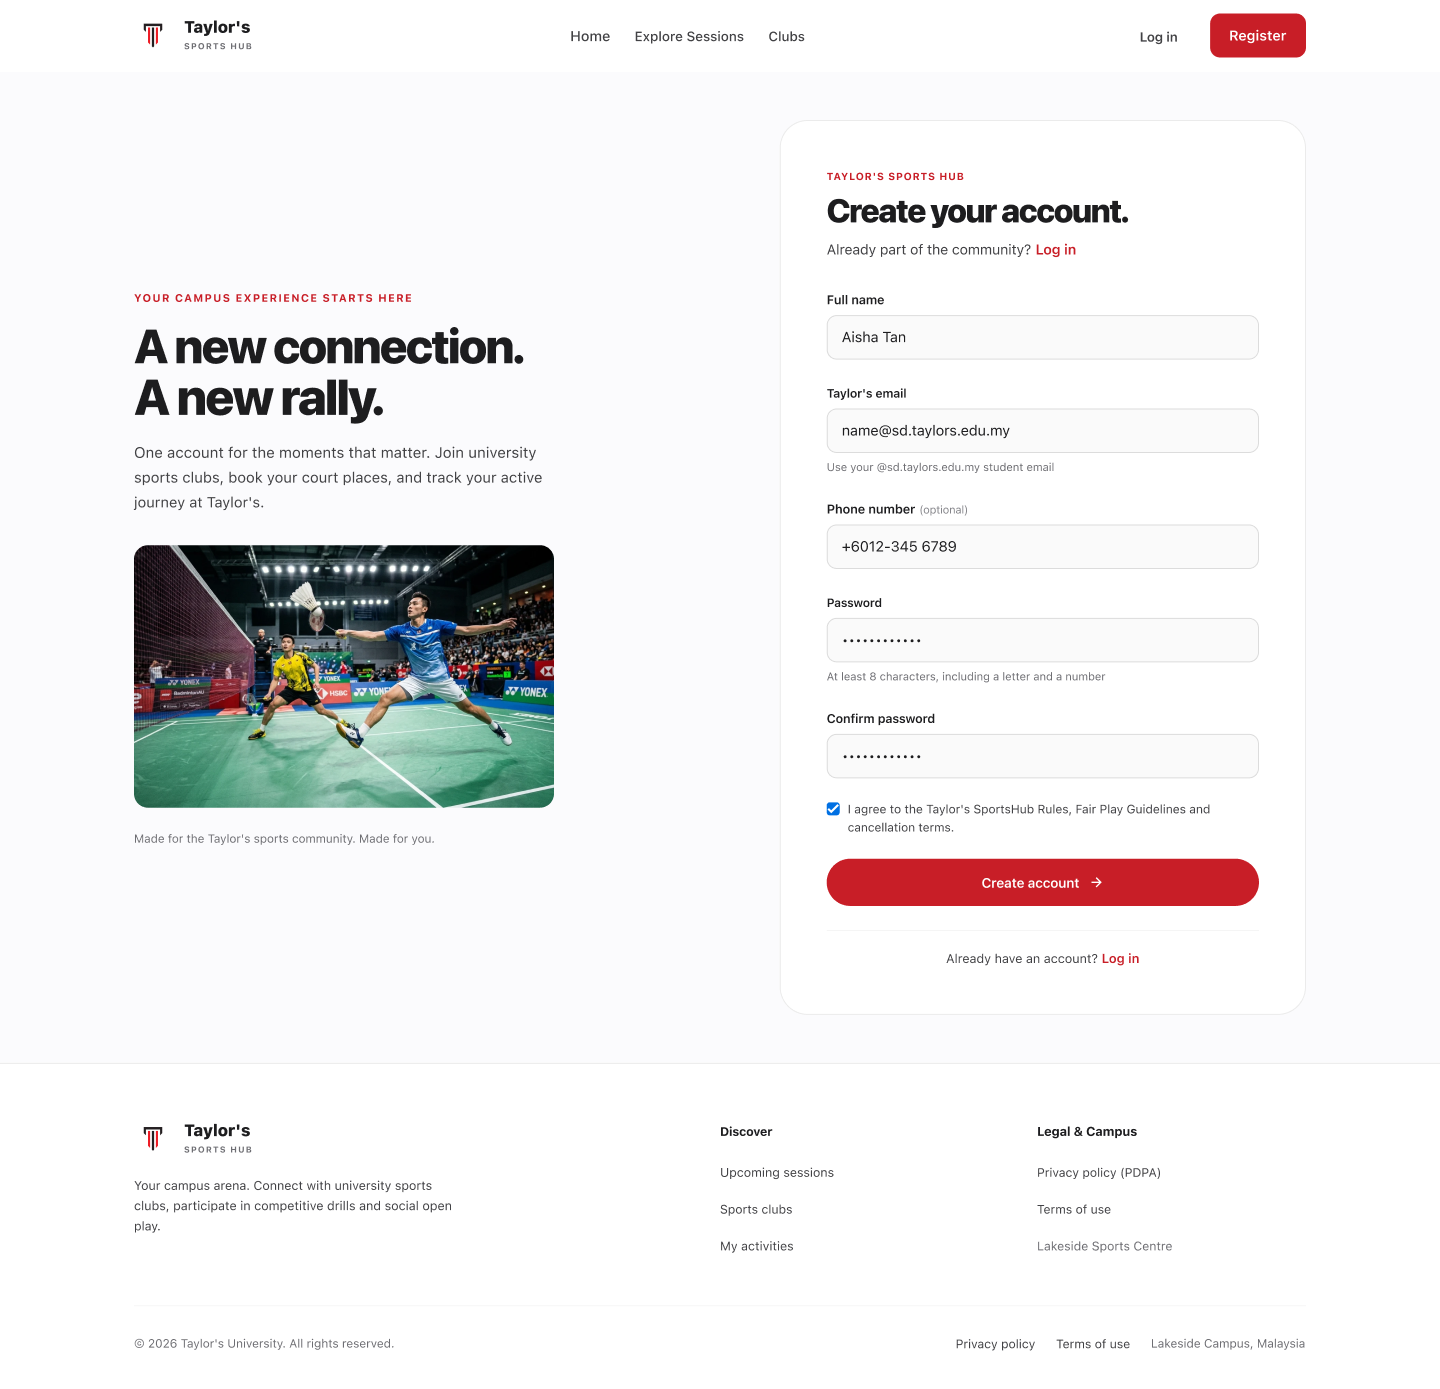 Taylor's
SPORTS HUB
Home
Explore Sessions
Clubs
Log in
Register
YOUR CAMPUS EXPERIENCE STARTS HERE
A new connection.
A new rally.
One account for the moments that matter. Join university
sports clubs, book your court places, and track your active
journey at Taylor's.
YONEX
HSBC
YONEX
YONEX
Made for the Taylor's sports community. Made for you.
TAYLOR'S SPORTS HUB
Create your account.
Already part of the community? Log in
Full name
Aisha Tan
Taylor's email
name@sd.taylors.edu.my
Use your @sd.taylors.edu.my student email
Phone number (optional)
+6012-345 6789
Password
••••••••••••
At least 8 characters, including a letter and a number
Confirm password
••••••••••••
I agree to the Taylor's SportsHub Rules, Fair Play Guidelines and
cancellation terms.
Create account →
Already have an account? Log in
Taylor's
SPORTS HUB
Your campus arena. Connect with university sports
clubs, participate in competitive drills and social open
play.
Discover
Upcoming sessions
Sports clubs
My activities
Legal & Campus
Privacy policy (PDPA)
Terms of use
Lakeside Sports Centre
© 2026 Taylor's University. All rights reserved.
Privacy policy
Terms of use
Lakeside Campus, Malaysia